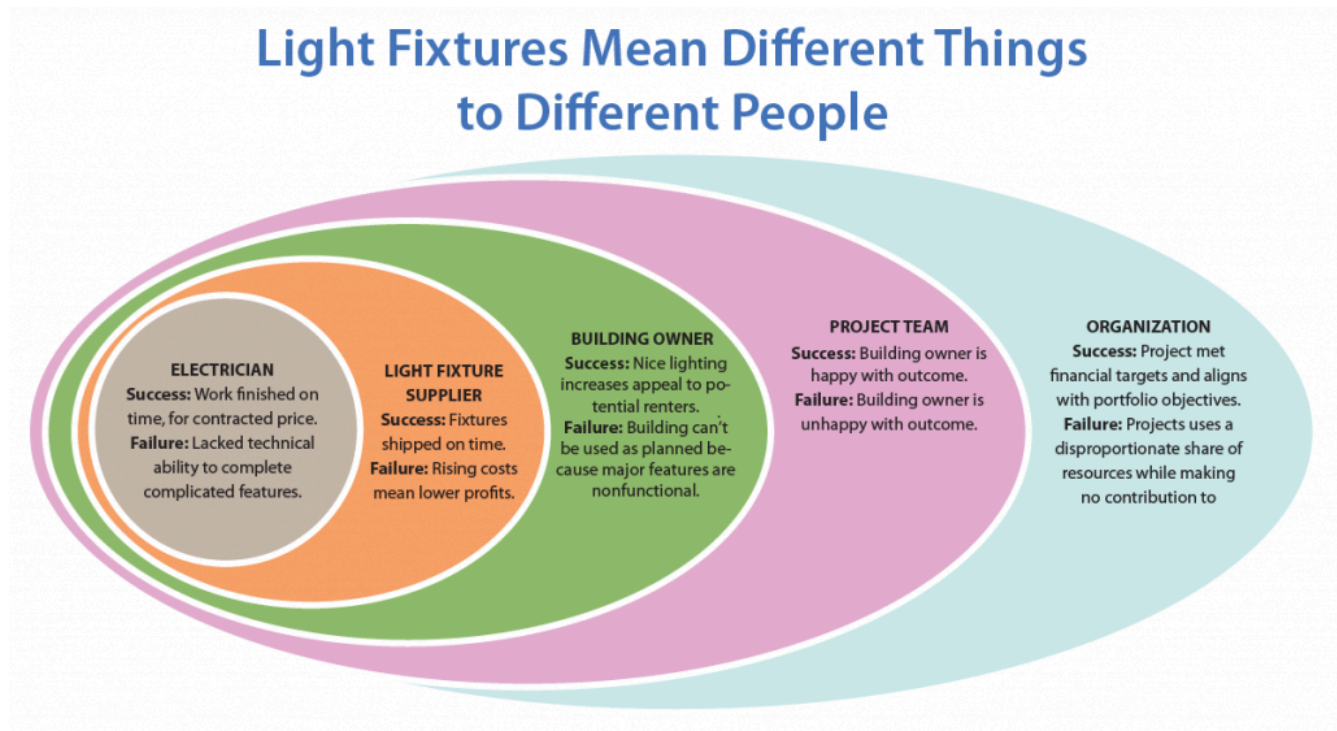 Light Fixtures Mean Different Things
to Different People
ELECTRICIAN
Success: Work finished on
time, for contracted price.
Failure: Lacked technical
ability to complete
complicated features.
LIGHT FIXTURE
SUPPLIER
Success: Fixtures
shipped on time.
Failure: Rising costs
mean lower profits.
BUILDING OWNER
Success: Nice lighting
increases appeal to po-
tential renters.
Failure: Building can't
be used as planned be-
cause major features are
nonfunctional.
PROJECT TEAM
Success: Building owner is
happy with outcome.
Failure: Building owner is
unhappy with outcome.
ORGANIZATION
Success: Project met
financial targets and aligns
with portfolio objectives.
Failure: Projects uses a
disproportionate share of
resources while making
no contribution to